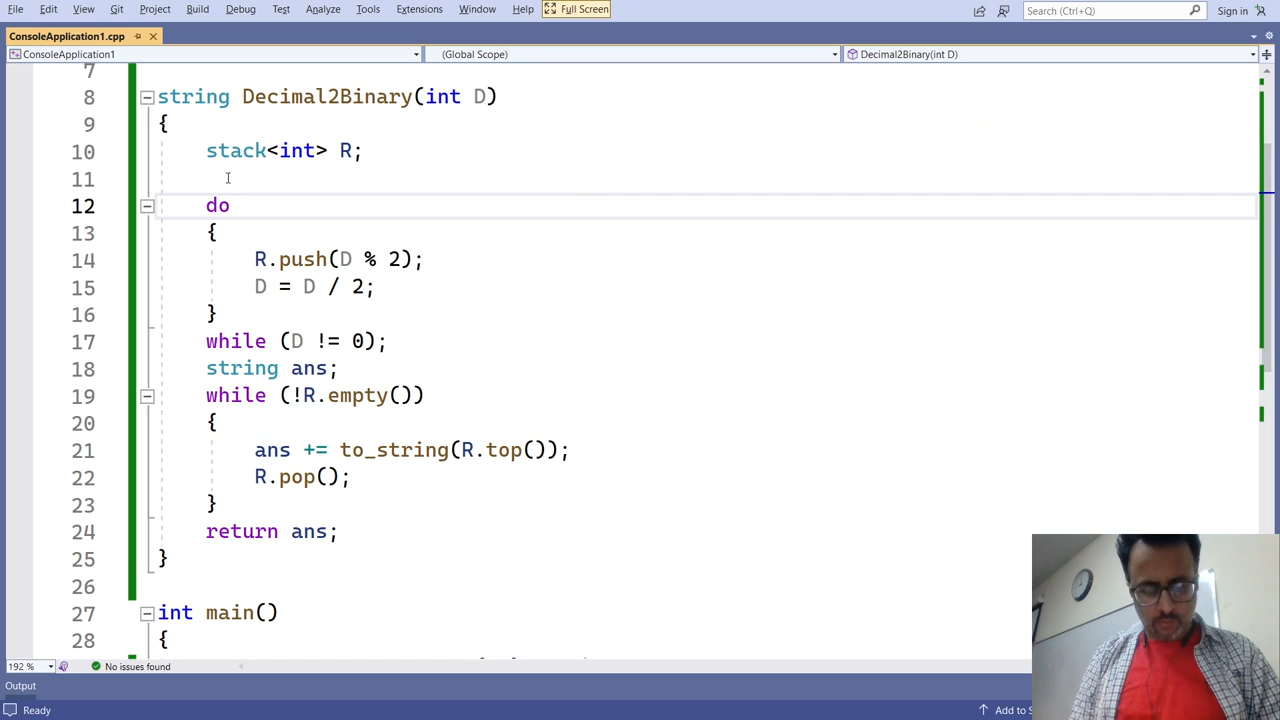 File Edit View Git Project Build Debug Test Analyze Tools Extensions Window Help Full Screen Search (Ctrl+Q) Sign in
ConsoleApplication1.cpp
ConsoleApplication1 (Global Scope) Decimal2Binary(int D)
7
8 string Decimal2Binary(int D)
9 {
10 stack<int> R;
11
12 do
13 {
14 R.push(D % 2);
15 D = D / 2;
16 }
17 while (D != 0);
18 string ans;
19 while (!R.empty())
20 {
21 ans += to_string(R.top());
22 R.pop();
23 }
24 return ans;
25 }
26
27 int main()
28 {
192 % No issues found
Output
Ready Add to